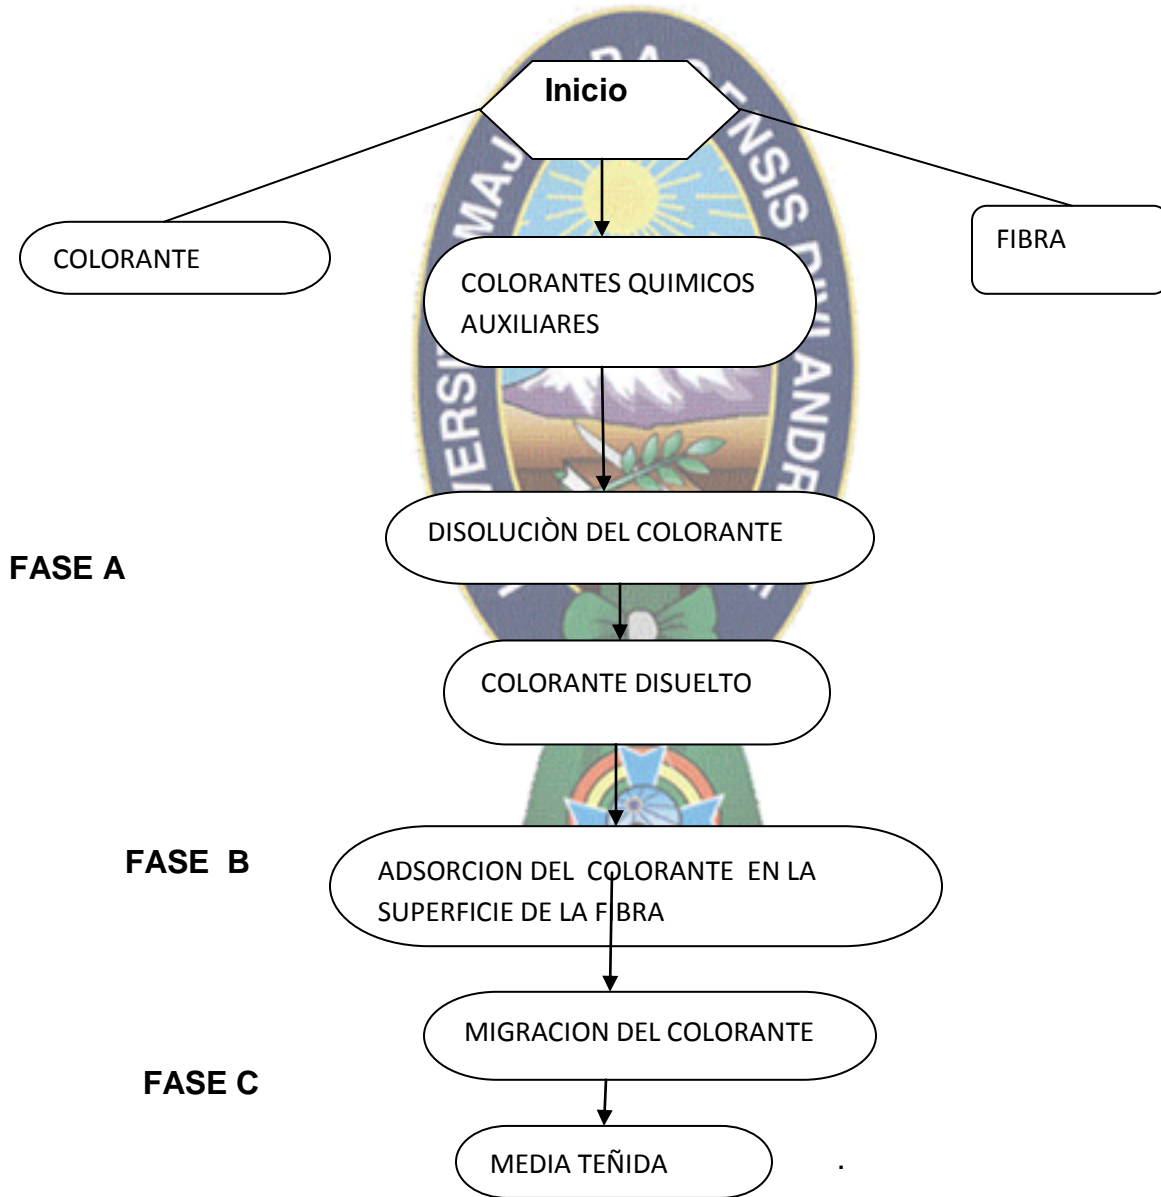 Inicio
COLORANTE
COLORANTES QUIMICOS
AUXILIARES
FIBRA
DISOLUCIÒN DEL COLORANTE
FASE A
COLORANTE DISUELTO
FASE B
ADSORCION DEL COLORANTE EN LA
SUPERFICIE DE LA FIBRA
MIGRACION DEL COLORANTE
FASE C
MEDIA TEÑIDA
.